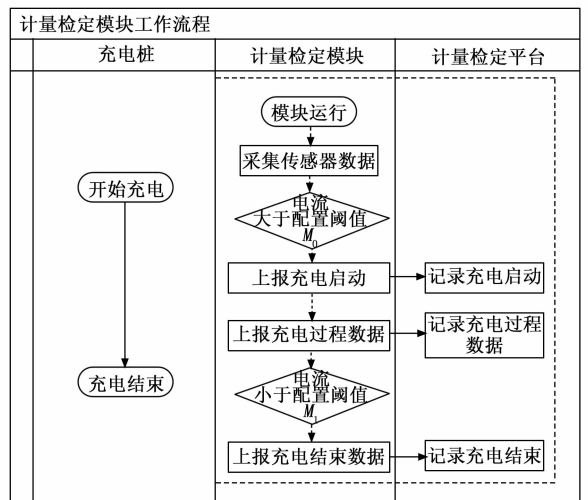 计量检定模块工作流程
充电桩
计量检定模块
计量检定平台
模块运行
采集传感器数据
开始充电
电流
大于配置阈值
M0
上报充电启动
记录充电启动
上报充电过程数据
记录充电过程
数据
充电结束
电流
小于配置阈值
M1
上报充电结束数据
记录充电结束